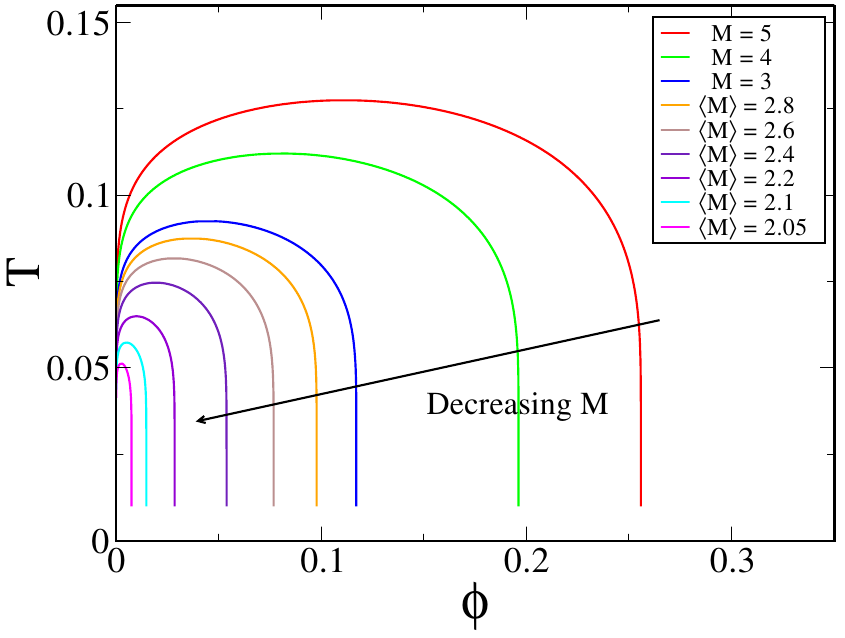 0.15
M = 5
M = 4
M = 3
⟨M⟩ = 2.8
⟨M⟩ = 2.6
⟨M⟩ = 2.4
⟨M⟩ = 2.2
⟨M⟩ = 2.1
⟨M⟩ = 2.05
0.1
T
0.05
Decreasing M
0
0 0.1 0.2 0.3
ϕ